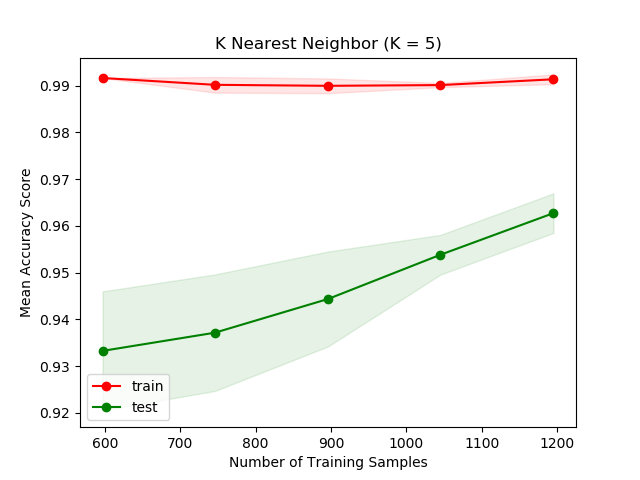 K Nearest Neighbor (K = 5)
Mean Accuracy Score
0.99
0.98
0.97
0.96
0.95
0.94
0.93
0.92
train
test
600 700 800 900 1000 1100 1200
Number of Training Samples